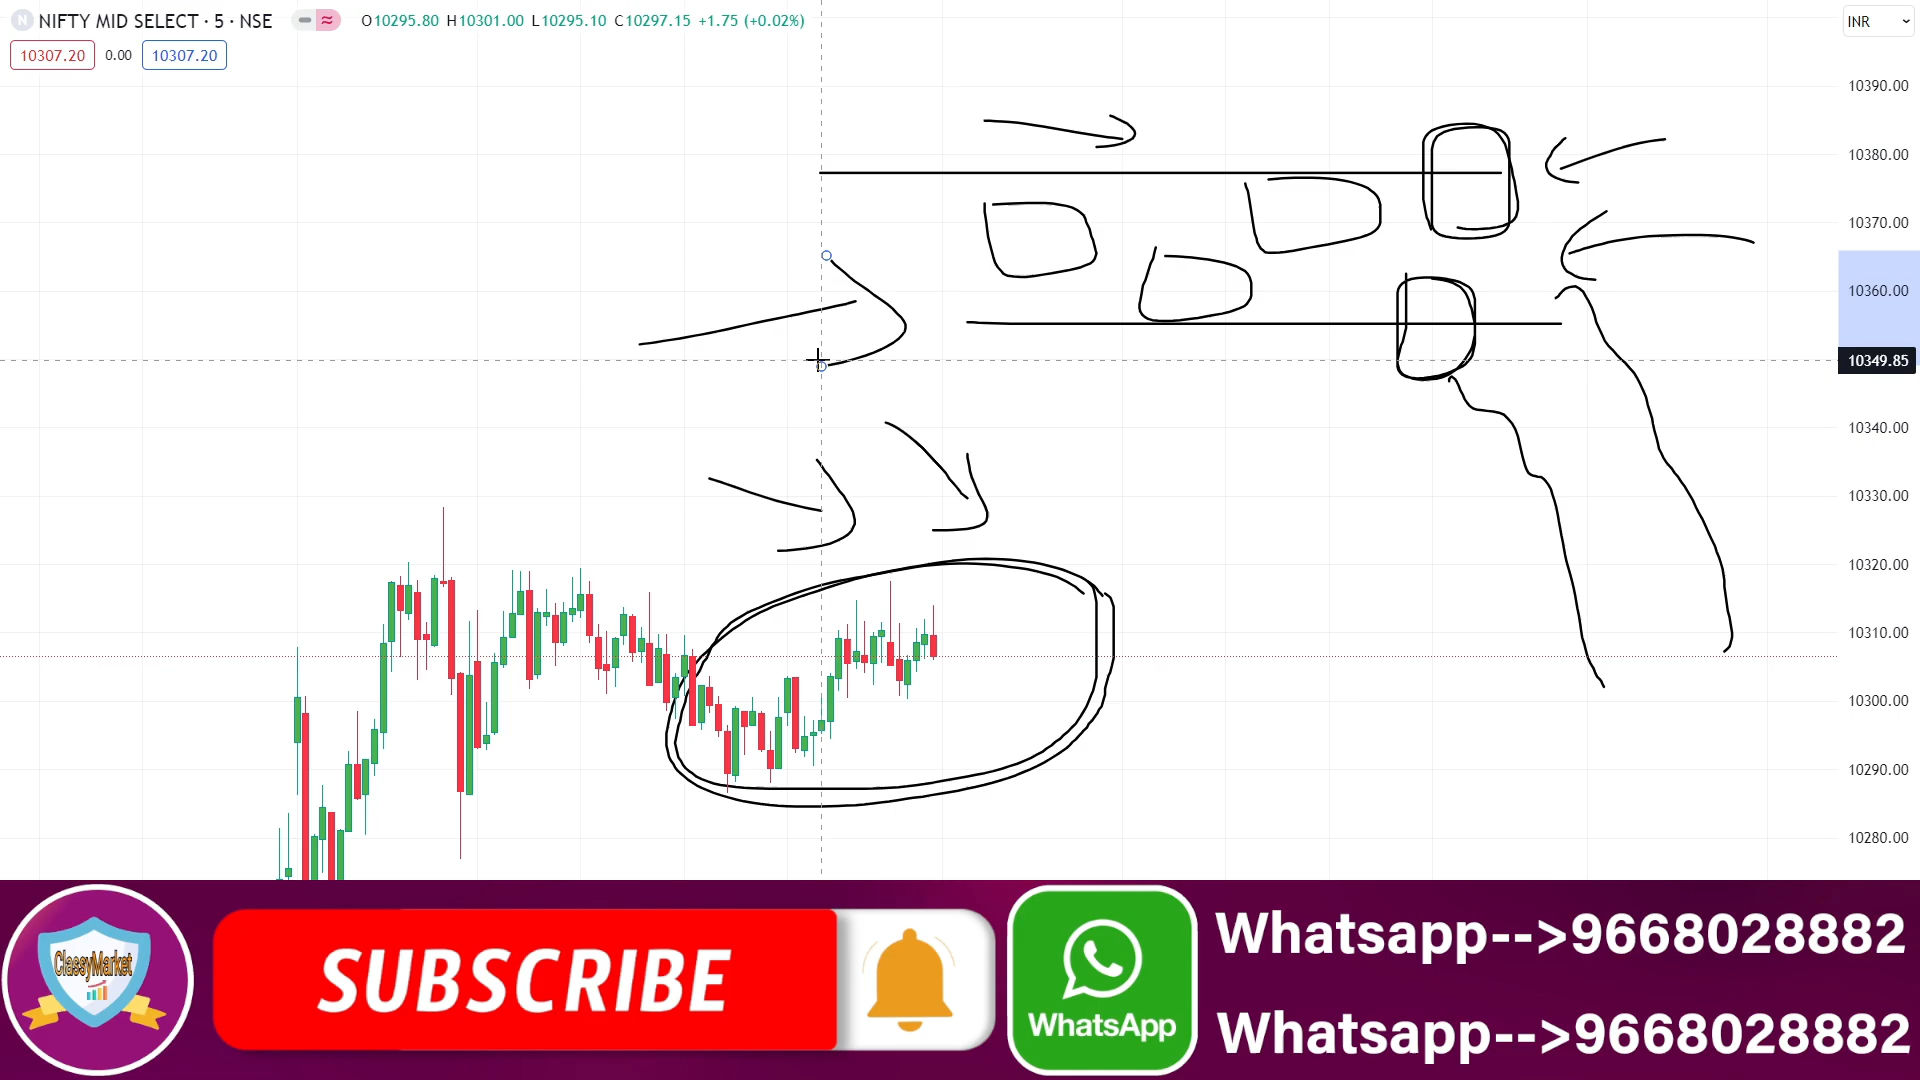 N NIFTY MID SELECT · 5 · NSE O10295.80 H10301.00 L10295.10 C10297.15 +1.75 (+0.02%)
INR
10307.20 0.00 10307.20
10390.00
10380.00
10370.00
10360.00
10349.85
10340.00
10330.00
10320.00
10310.00
10300.00
10290.00
10280.00
ClassyMarket
SUBSCRIBE
WhatsApp
Whatsapp-->9668028882
Whatsapp-->9668028882